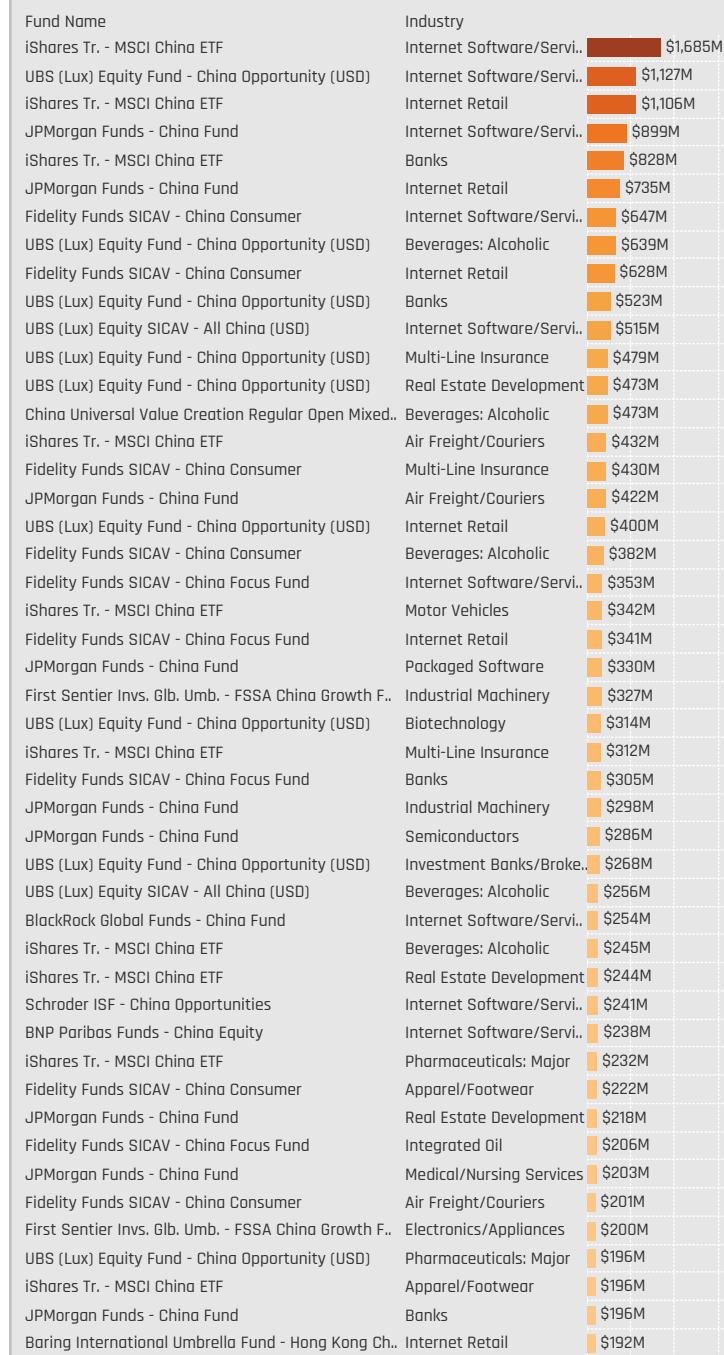 Fund Name Industry
iShares Tr. - MSCI China ETF Internet Software/Servi.. $1,685M
UBS (Lux) Equity Fund - China Opportunity (USD) Internet Software/Servi.. $1,127M
iShares Tr. - MSCI China ETF Internet Retail $1,106M
JPMorgan Funds - China Fund Internet Software/Servi.. $899M
iShares Tr. - MSCI China ETF Banks $828M
JPMorgan Funds - China Fund Internet Retail $735M
Fidelity Funds SICAV - China Consumer Internet Software/Servi.. $647M
UBS (Lux) Equity Fund - China Opportunity (USD) Beverages: Alcoholic $639M
Fidelity Funds SICAV - China Consumer Internet Retail $628M
UBS (Lux) Equity Fund - China Opportunity (USD) Banks $523M
UBS (Lux) Equity SICAV - All China (USD) Internet Software/Servi.. $515M
UBS (Lux) Equity Fund - China Opportunity (USD) Multi-Line Insurance $479M
UBS (Lux) Equity Fund - China Opportunity (USD) Real Estate Development $473M
China Universal Value Creation Regular Open Mixed.. Beverages: Alcoholic $473M
iShares Tr. - MSCI China ETF Air Freight/Couriers $432M
Fidelity Funds SICAV - China Consumer Multi-Line Insurance $430M
JPMorgan Funds - China Fund Air Freight/Couriers $422M
UBS (Lux) Equity Fund - China Opportunity (USD) Internet Retail $400M
Fidelity Funds SICAV - China Consumer Beverages: Alcoholic $382M
Fidelity Funds SICAV - China Focus Fund Internet Software/Servi.. $353M
iShares Tr. - MSCI China ETF Motor Vehicles $342M
Fidelity Funds SICAV - China Focus Fund Internet Retail $341M
JPMorgan Funds - China Fund Packaged Software $330M
First Sentier Invs. Glb. Umb. - FSSA China Growth F.. Industrial Machinery $327M
UBS (Lux) Equity Fund - China Opportunity (USD) Biotechnology $314M
iShares Tr. - MSCI China ETF Multi-Line Insurance $312M
Fidelity Funds SICAV - China Focus Fund Banks $305M
JPMorgan Funds - China Fund Industrial Machinery $298M
JPMorgan Funds - China Fund Semiconductors $286M
UBS (Lux) Equity Fund - China Opportunity (USD) Investment Banks/Broke.. $268M
UBS (Lux) Equity SICAV - All China (USD) Beverages: Alcoholic $256M
BlackRock Global Funds - China Fund Internet Software/Servi.. $254M
iShares Tr. - MSCI China ETF Beverages: Alcoholic $245M
iShares Tr. - MSCI China ETF Real Estate Development $244M
Schroder ISF - China Opportunities Internet Software/Servi.. $241M
BNP Paribas Funds - China Equity Internet Software/Servi.. $238M
iShares Tr. - MSCI China ETF Pharmaceuticals: Major $232M
Fidelity Funds SICAV - China Consumer Apparel/Footwear $222M
JPMorgan Funds - China Fund Real Estate Development $218M
Fidelity Funds SICAV - China Focus Fund Integrated Oil $206M
JPMorgan Funds - China Fund Medical/Nursing Services $203M
Fidelity Funds SICAV - China Consumer Air Freight/Couriers $201M
First Sentier Invs. Glb. Umb. - FSSA China Growth F.. Electronics/Appliances $200M
UBS (Lux) Equity Fund - China Opportunity (USD) Pharmaceuticals: Major $196M
iShares Tr. - MSCI China ETF Apparel/Footwear $196M
JPMorgan Funds - China Fund Banks $196M
Baring International Umbrella Fund - Hong Kong Ch.. Internet Retail $192M